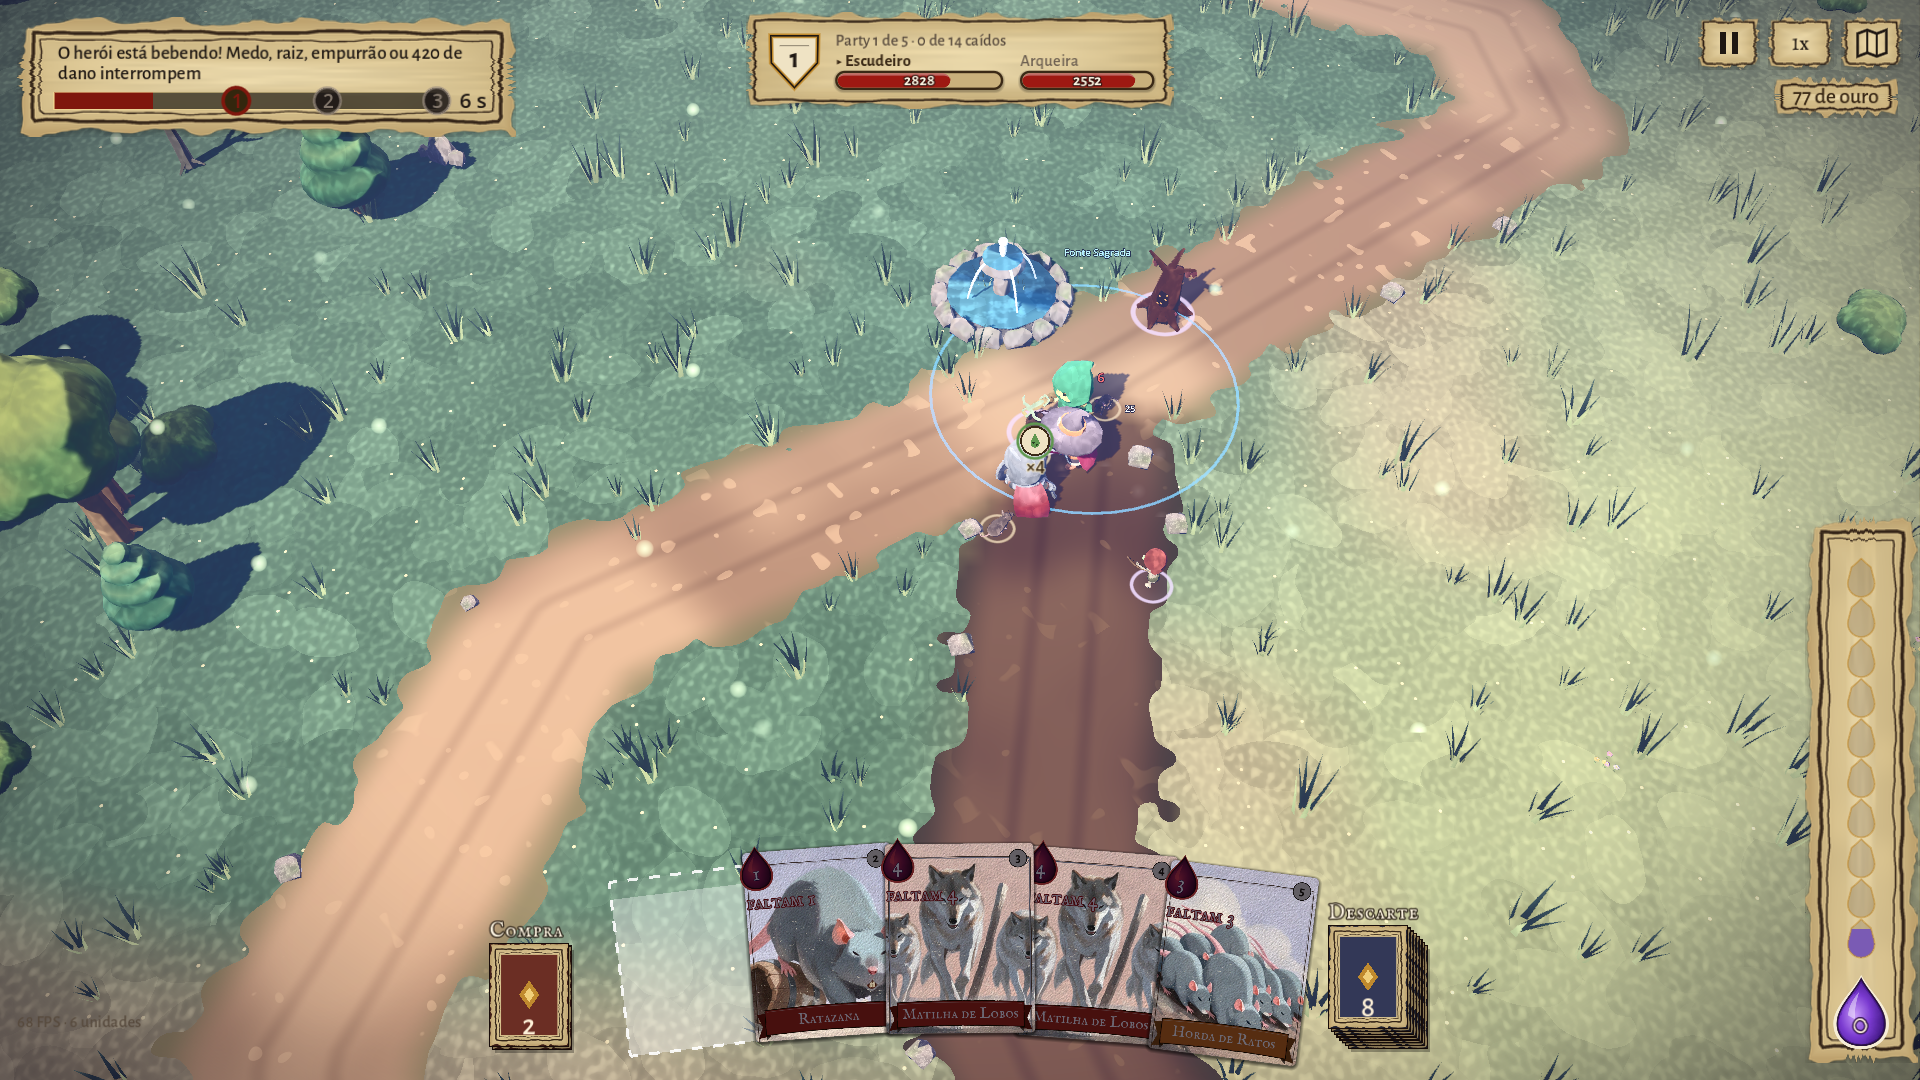 O herói está bebendo! Medo, raiz, empurrão ou 420 de
dano interrompem
1 2 3 6 s
1
Party 1 de 5 · 0 de 14 caídos
▸ Escudeiro Arqueira
2828 2552
1x
77 de ouro
Fonte Sagrada
6
25
×4
Compra
2
1 2
FALTAM 1
Ratazana
4 3
FALTAM 4
Matilha de Lobos
4 4
FALTAM 4
Matilha de Lobos
3 5
FALTAM 3
Horda de Ratos
Descarte
8
0
68 FPS · 6 unidades